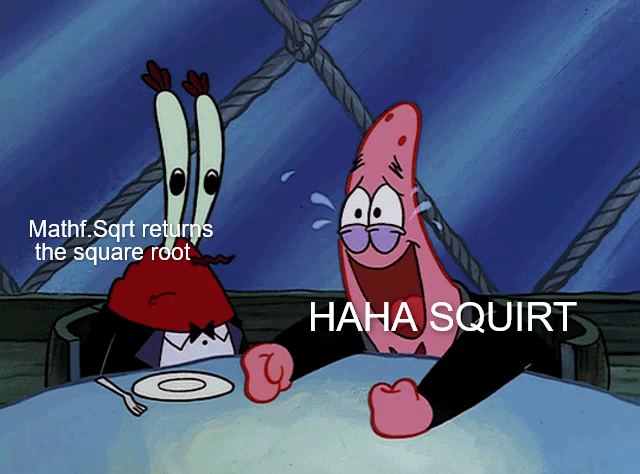 Mathf.Sqrt returns
the square root
HAHA SQUIRT